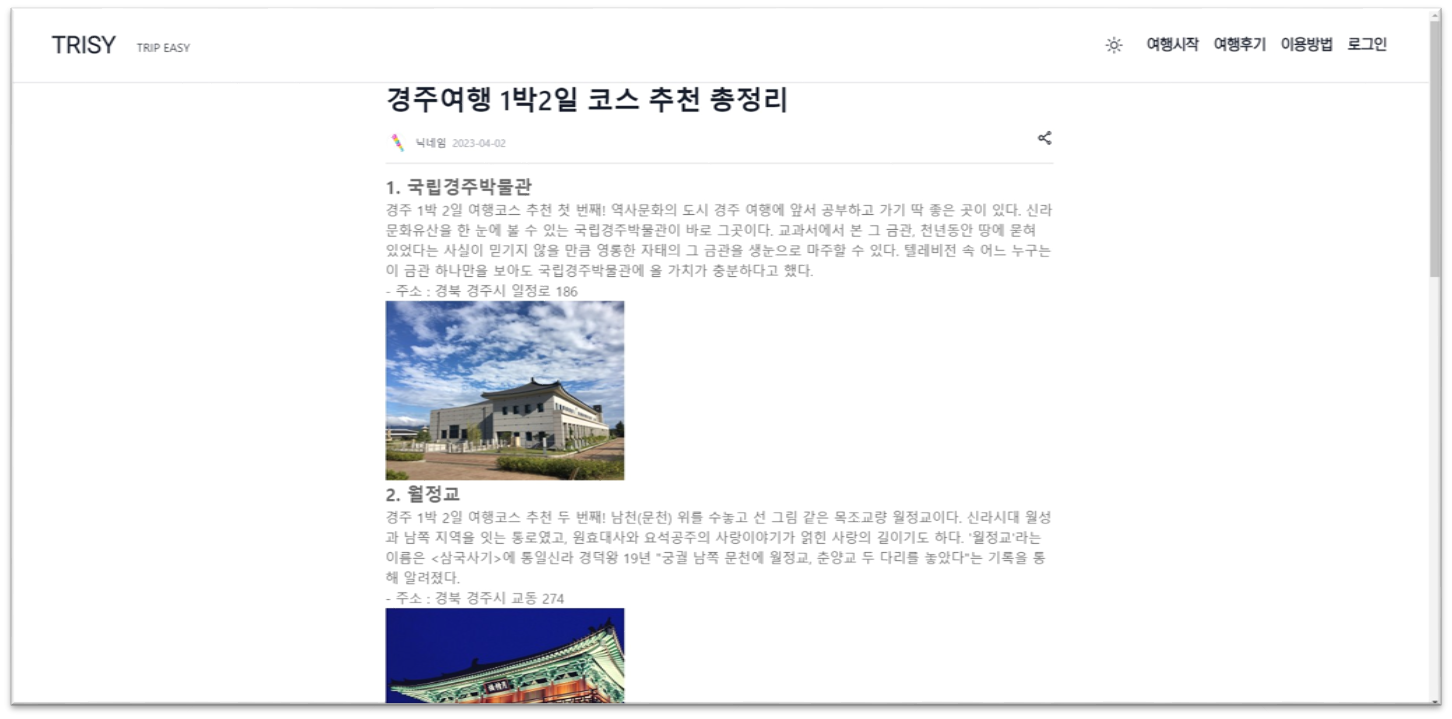 TRISY TRIP EASY 여행시작 여행후기 이용방법 로그인
경주여행 1박2일 코스 추천 총정리
닉네임 2023-04-02
1. 국립경주박물관
경주 1박 2일 여행코스 추천 첫 번째! 역사문화의 도시 경주 여행에 앞서 공부하고 가기 딱 좋은 곳이 있다. 신라
문화유산을 한 눈에 볼 수 있는 국립경주박물관이 바로 그곳이다. 교과서에서 본 그 금관, 천년동안 땅에 묻혀
있었다는 사실이 믿기지 않을 만큼 영롱한 자태의 그 금관을 생눈으로 마주할 수 있다. 텔레비전 속 어느 누구는
이 금관 하나만을 보아도 국립경주박물관에 올 가치가 충분하다고 했다.
- 주소 : 경북 경주시 일정로 186
2. 월정교
경주 1박 2일 여행코스 추천 두 번째! 남천(문천) 위를 수놓고 선 그림 같은 목조교량 월정교이다. 신라시대 월성
과 남쪽 지역을 잇는 통로였고, 원효대사와 요석공주의 사랑이야기가 얽힌 사랑의 길이기도 하다. '월정교'라는
이름은 <삼국사기>에 통일신라 경덕왕 19년 "궁궐 남쪽 문천에 월정교, 춘양교 두 다리를 놓았다"는 기록을 통
해 알려졌다.
- 주소 : 경북 경주시 교동 274